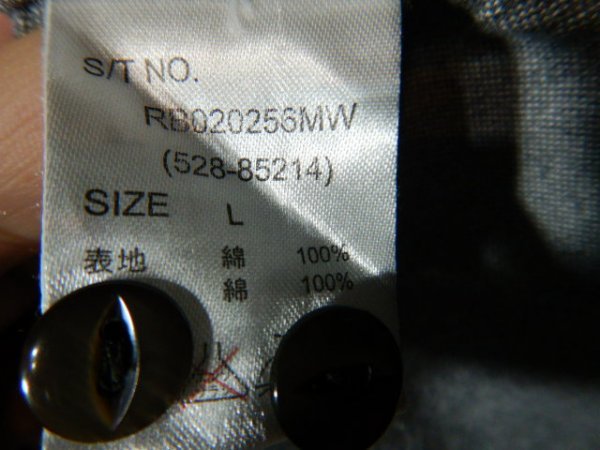 S/T NO.
RB020256MW
(528-85214)
SIZE L
表地 綿 100%
綿 100%